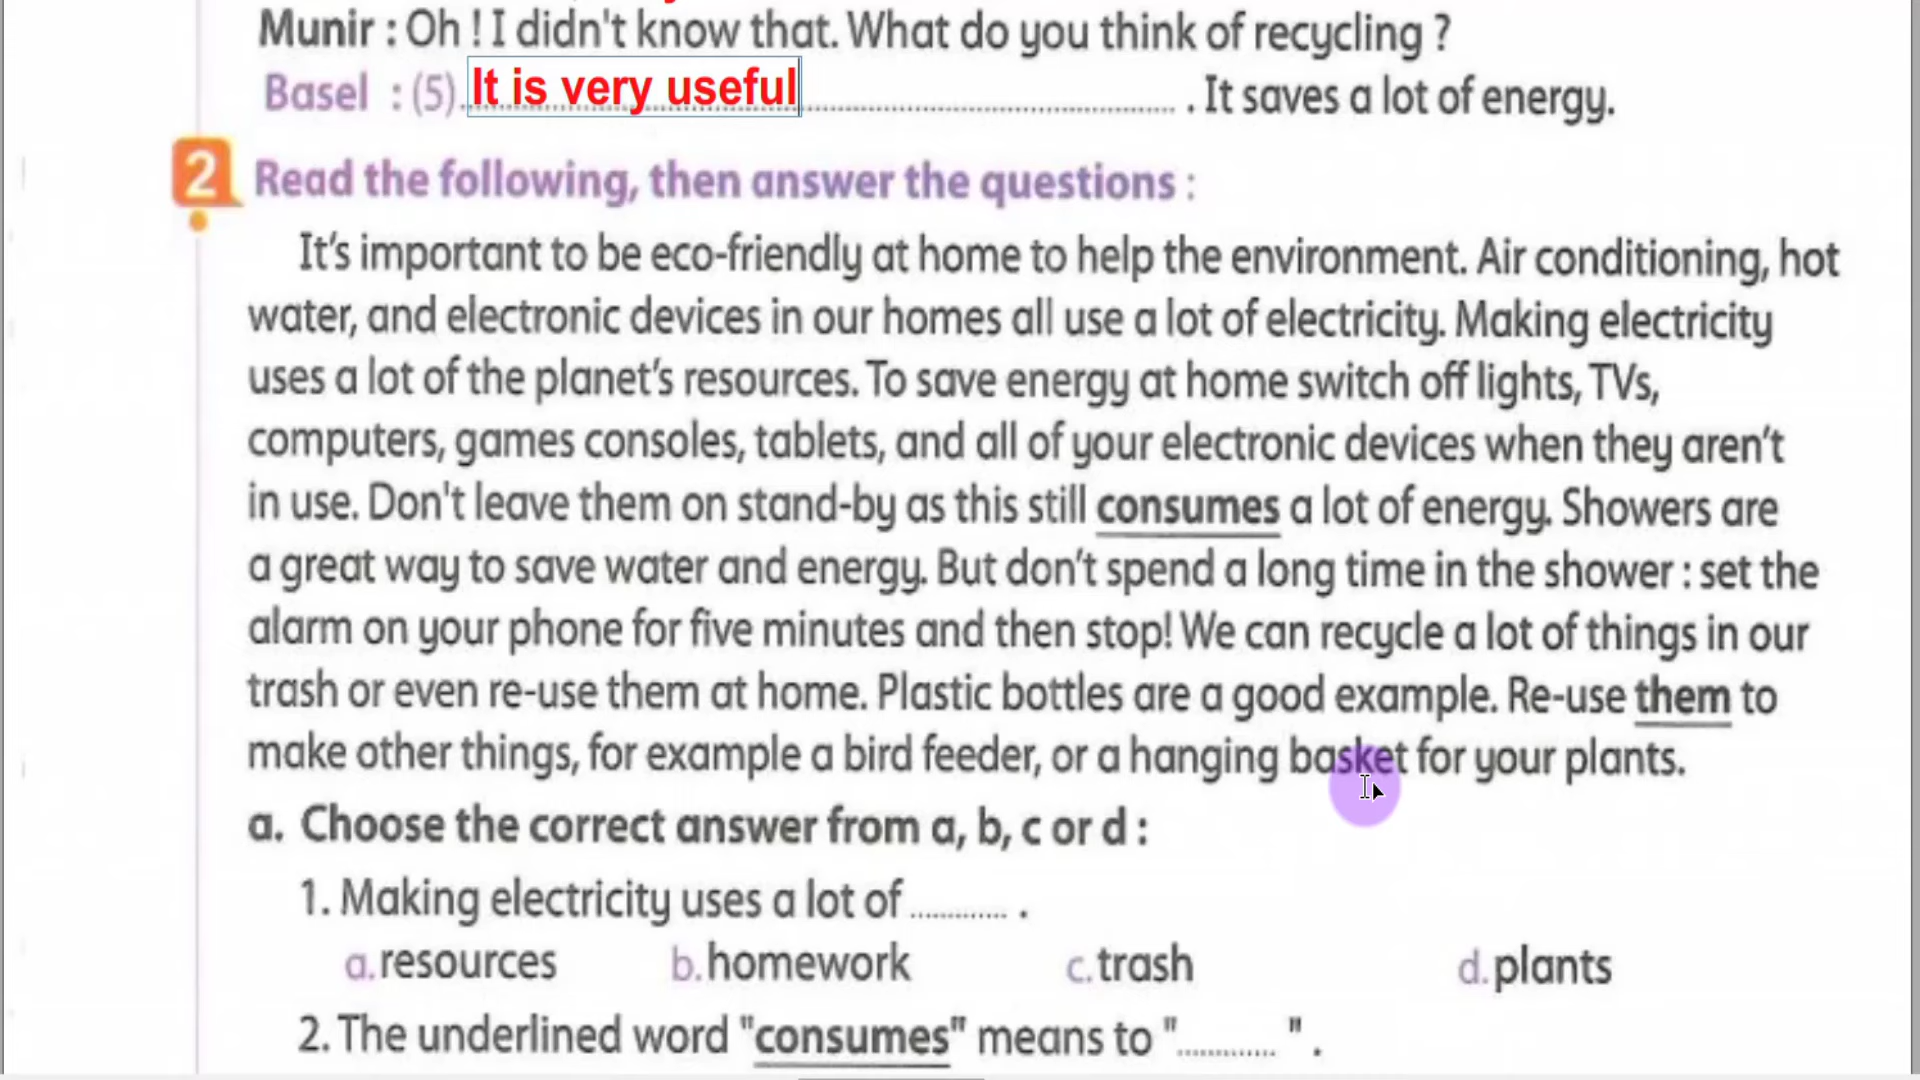 Munir : Oh ! I didn't know that. What do you think of recycling ?
Basel : (5) It is very useful . It saves a lot of energy.
2 Read the following, then answer the questions :
It's important to be eco-friendly at home to help the environment. Air conditioning, hot
water, and electronic devices in our homes all use a lot of electricity. Making electricity
uses a lot of the planet's resources. To save energy at home switch off lights, TVs,
computers, games consoles, tablets, and all of your electronic devices when they aren't
in use. Don't leave them on stand-by as this still consumes a lot of energy. Showers are
a great way to save water and energy. But don't spend a long time in the shower : set the
alarm on your phone for five minutes and then stop! We can recycle a lot of things in our
trash or even re-use them at home. Plastic bottles are a good example. Re-use them to
make other things, for example a bird feeder, or a hanging basket for your plants.
a. Choose the correct answer from a, b, c or d :
1. Making electricity uses a lot of ............ .
a. resources b. homework c. trash d. plants
2. The underlined word "consumes" means to "............ " .